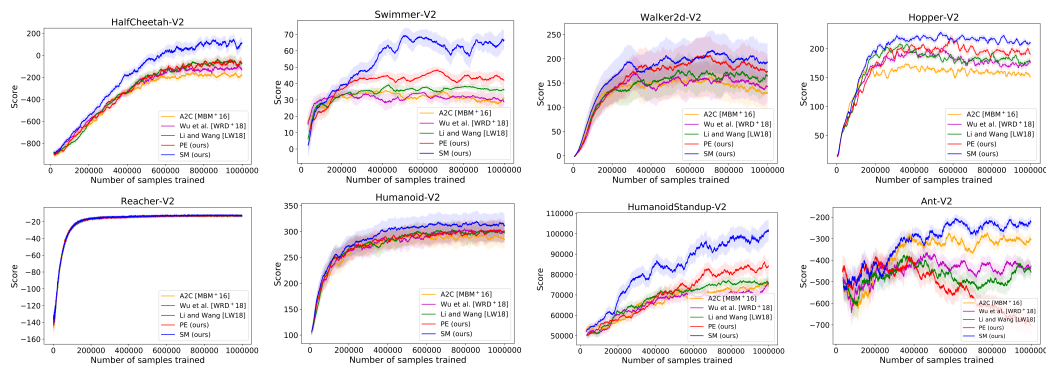 HalfCheetah-V2
Score
200
0
−200
−400
−600
−800
0 200000 400000 600000 800000 1000000
Number of samples trained
A2C [MBM+16]
Wu et al. [WRD+18]
Li and Wang [LW18]
PE (ours)
SM (ours)
Swimmer-V2
Score
70
60
50
40
30
20
10
0
0 200000 400000 600000 800000 1000000
Number of samples trained
A2C [MBM+16]
Wu et al. [WRD+18]
Li and Wang [LW18]
PE (ours)
SM (ours)
Walker2d-V2
Score
250
200
150
100
50
0
0 200000 400000 600000 800000 1000000
Number of samples trained
A2C [MBM+16]
Wu et al. [WRD+18]
Li and Wang [LW18]
PE (ours)
SM (ours)
Hopper-V2
Score
200
150
100
50
0 200000 400000 600000 800000 1000000
Number of samples trained
A2C [MBM+16]
Wu et al. [WRD+18]
Li and Wang [LW18]
PE (ours)
SM (ours)
Reacher-V2
Score
−20
−40
−60
−80
−100
−120
−140
−160
0 200000 400000 600000 800000 1000000
Number of samples trained
A2C [MBM+16]
Wu et al. [WRD+18]
Li and Wang [LW18]
PE (ours)
SM (ours)
Humanoid-V2
Score
350
300
250
200
150
100
0 200000 400000 600000 800000 1000000
Number of samples trained
A2C [MBM+16]
Wu et al. [WRD+18]
Li and Wang [LW18]
PE (ours)
SM (ours)
HumanoidStandup-V2
Score
110000
100000
90000
80000
70000
60000
50000
0 200000 400000 600000 800000 1000000
Number of samples trained
A2C [MBM+16]
Wu et al. [WRD+18]
Li and Wang [LW18]
PE (ours)
SM (ours)
Ant-V2
Score
−200
−300
−400
−500
−600
−700
0 200000 400000 600000 800000 1000000
Number of samples trained
A2C [MBM+16]
Wu et al. [WRD+18]
Li and Wang [LW18]
PE (ours)
SM (ours)